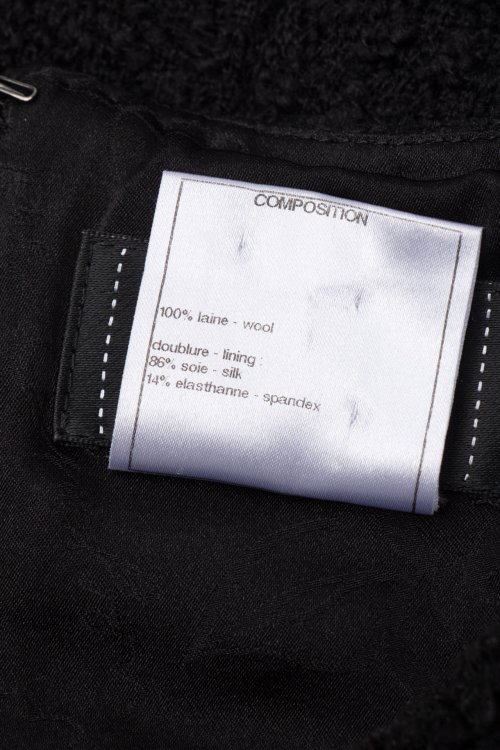 COMPOSITION
100% laine - wool
doublure - lining :
86% soie - silk
14% elasthanne - spandex